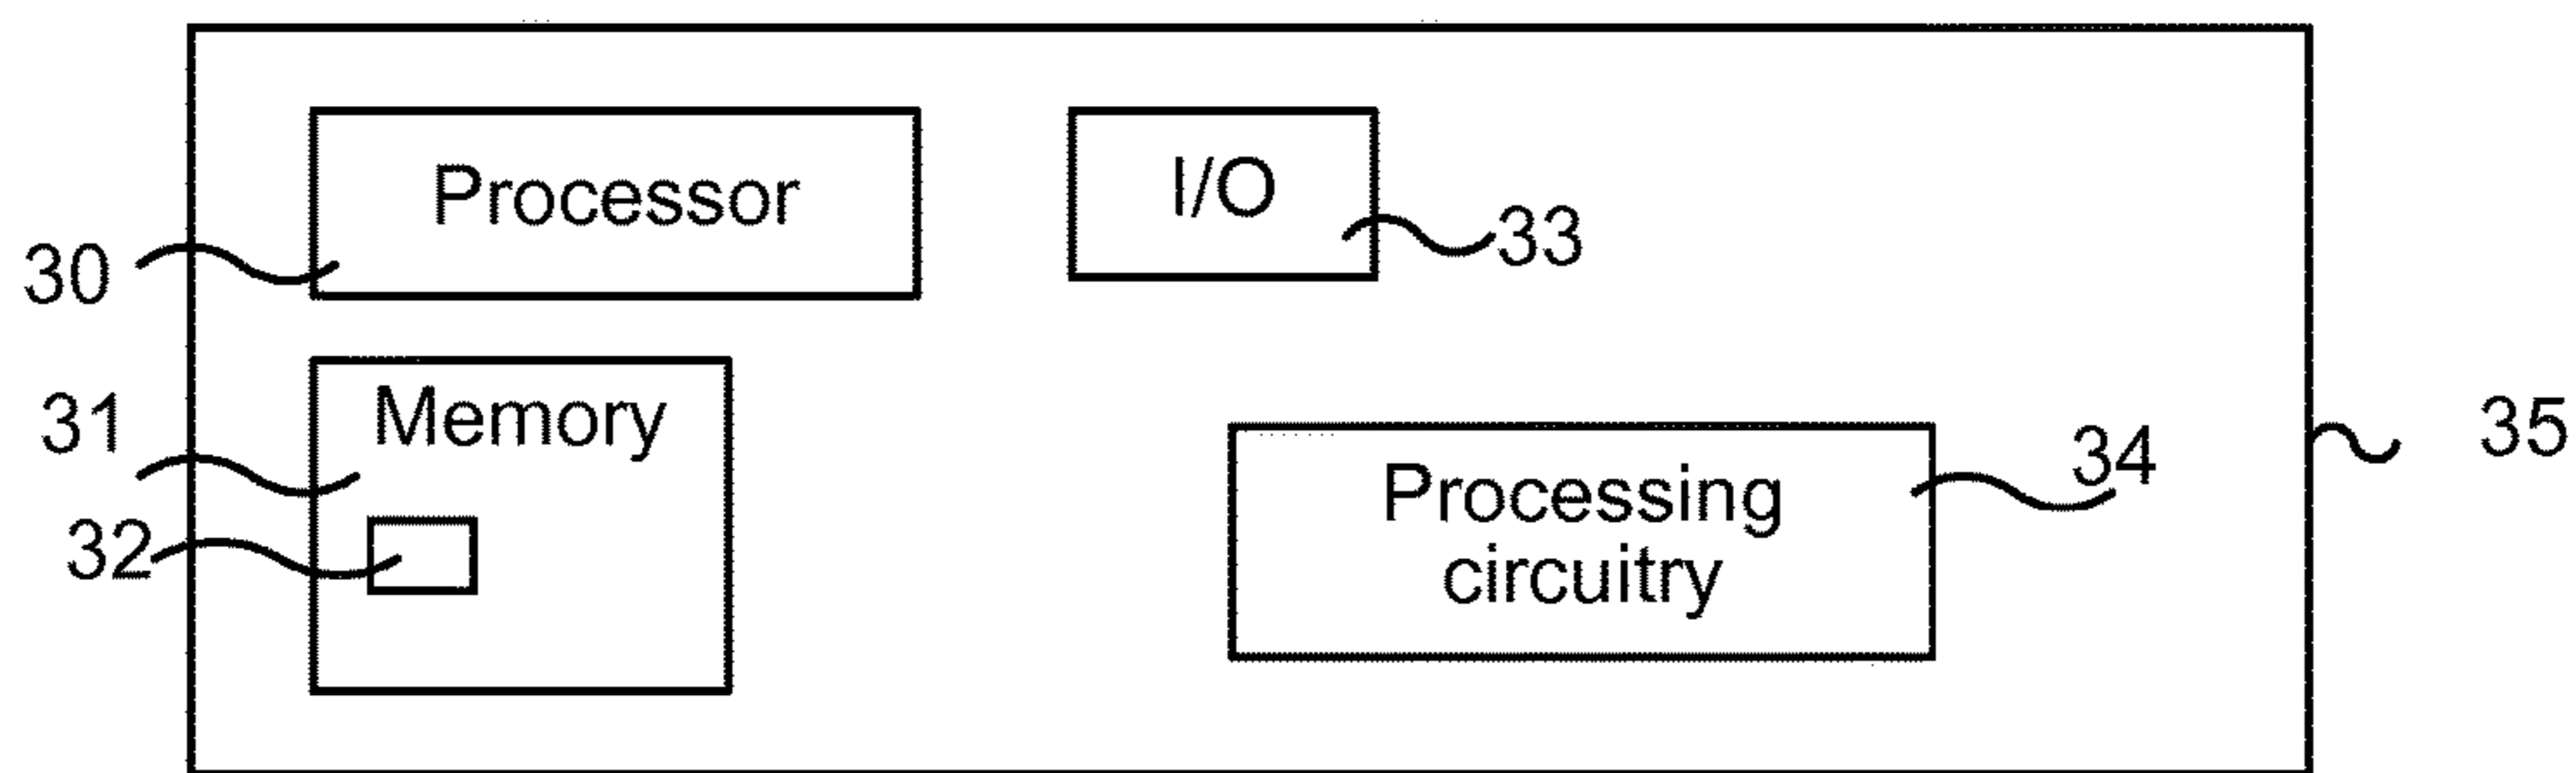 Processor
I/O
30
33
31
Memory
32
Processing
circuitry
34
35